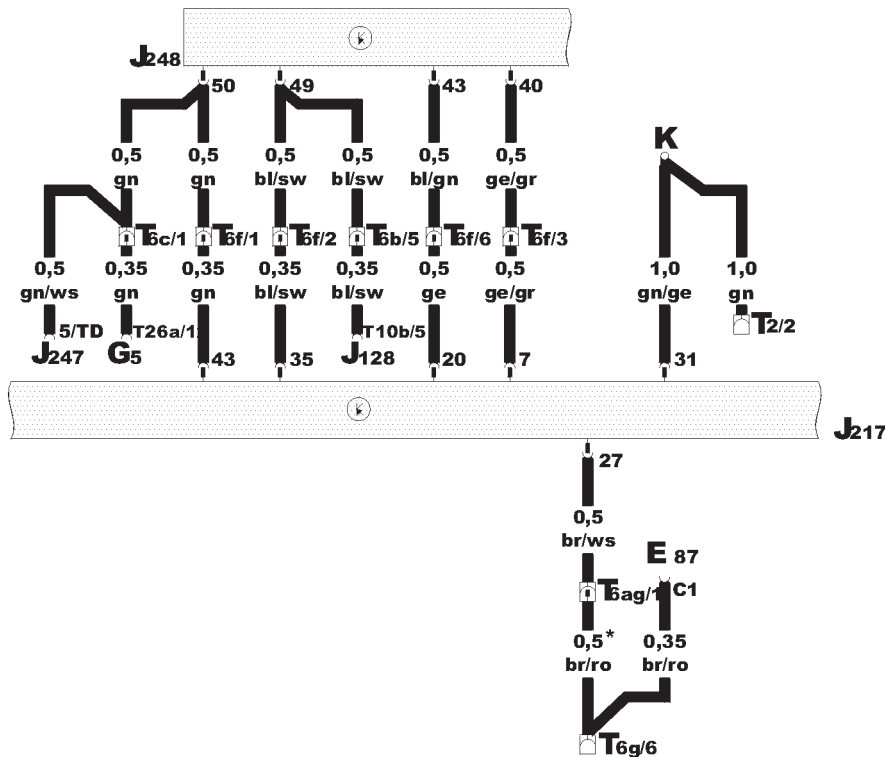 J248
50 49 43 40
K
0,5 0,5 0,5 0,5 0,5 0,5
gn gn bl/sw bl/sw bl/gn ge/gr
T6c/1 T6f/1 T6f/2 T6b/5 T6f/6 T6f/3
0,5 0,35 0,35 0,35 0,35 0,5 0,5 1,0 1,0
gn/ws gn gn bl/sw bl/sw ge ge/gr gn/ge gn
5/TD T26a/1 T10b/5 T2/2
J247 G5 43 35 J128 20 7 31
J217
27
0,5
br/ws
E 87
T6ag/1 C1
0,5* 0,35
br/ro br/ro
T6g/6